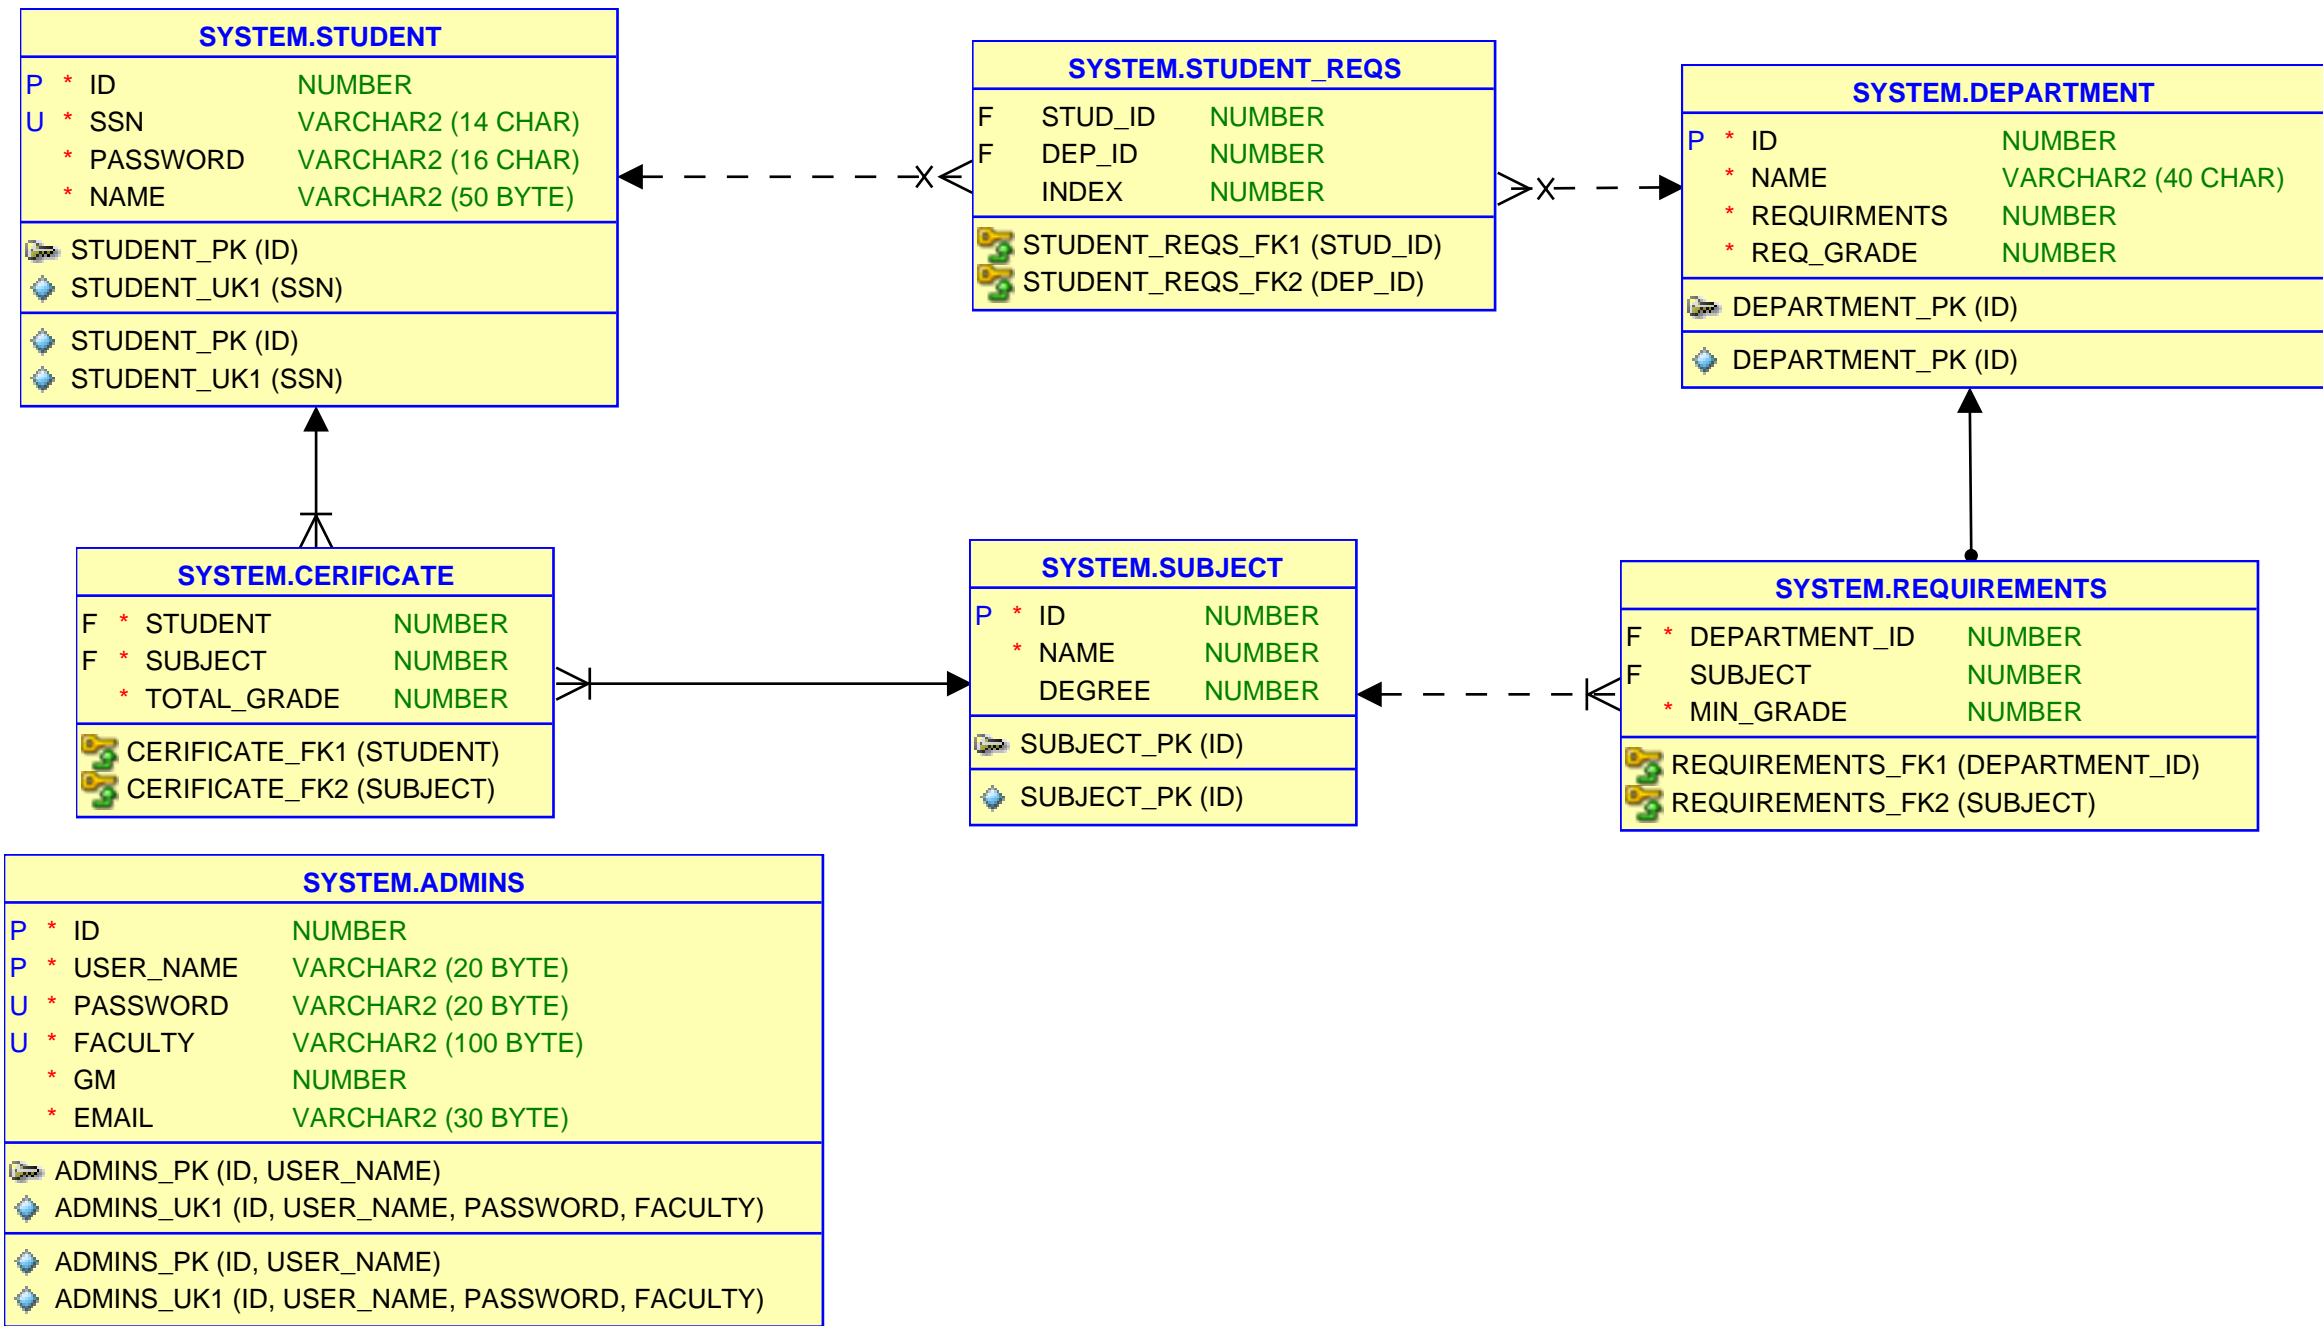 SYSTEM.STUDENT
P * ID NUMBER
U * SSN VARCHAR2 (14 CHAR)
* PASSWORD VARCHAR2 (16 CHAR)
* NAME VARCHAR2 (50 BYTE)
STUDENT_PK (ID)
STUDENT_UK1 (SSN)
STUDENT_PK (ID)
STUDENT_UK1 (SSN)
SYSTEM.STUDENT_REQS
F STUD_ID NUMBER
F DEP_ID NUMBER
INDEX NUMBER
STUDENT_REQS_FK1 (STUD_ID)
STUDENT_REQS_FK2 (DEP_ID)
SYSTEM.DEPARTMENT
P * ID NUMBER
* NAME VARCHAR2 (40 CHAR)
* REQUIRMENTS NUMBER
* REQ_GRADE NUMBER
DEPARTMENT_PK (ID)
DEPARTMENT_PK (ID)
SYSTEM.CERIFICATE
F * STUDENT NUMBER
F * SUBJECT NUMBER
* TOTAL_GRADE NUMBER
CERIFICATE_FK1 (STUDENT)
CERIFICATE_FK2 (SUBJECT)
SYSTEM.SUBJECT
P * ID NUMBER
* NAME NUMBER
DEGREE NUMBER
SUBJECT_PK (ID)
SUBJECT_PK (ID)
SYSTEM.REQUIREMENTS
F * DEPARTMENT_ID NUMBER
F SUBJECT NUMBER
* MIN_GRADE NUMBER
REQUIREMENTS_FK1 (DEPARTMENT_ID)
REQUIREMENTS_FK2 (SUBJECT)
SYSTEM.ADMINS
P * ID NUMBER
P * USER_NAME VARCHAR2 (20 BYTE)
U * PASSWORD VARCHAR2 (20 BYTE)
U * FACULTY VARCHAR2 (100 BYTE)
* GM NUMBER
* EMAIL VARCHAR2 (30 BYTE)
ADMINS_PK (ID, USER_NAME)
ADMINS_UK1 (ID, USER_NAME, PASSWORD, FACULTY)
ADMINS_PK (ID, USER_NAME)
ADMINS_UK1 (ID, USER_NAME, PASSWORD, FACULTY)